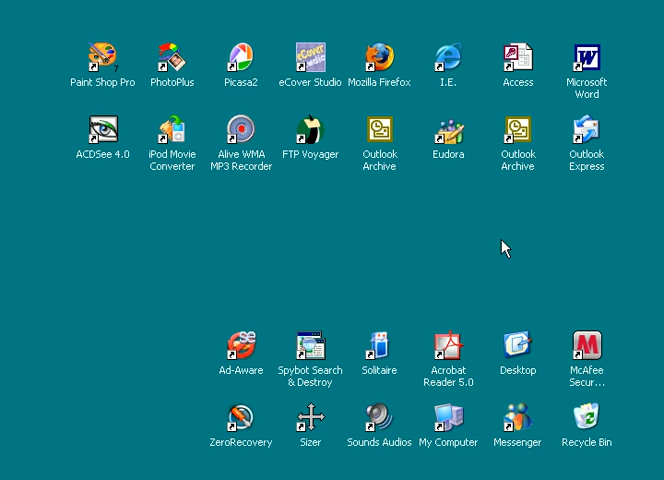 Paint Shop Pro
PhotoPlus
Picasa2
eCover Studio
Mozilla Firefox
I.E.
Access
Microsoft
Word
ACDSee 4.0
iPod Movie
Converter
Alive WMA
MP3 Recorder
FTP Voyager
Outlook
Archive
Eudora
Outlook
Archive
Outlook
Express
Ad-Aware
Spybot Search
& Destroy
Solitaire
Acrobat
Reader 5.0
Desktop
McAfee
Secur...
ZeroRecovery
Sizer
Sounds Audios
My Computer
Messenger
Recycle Bin